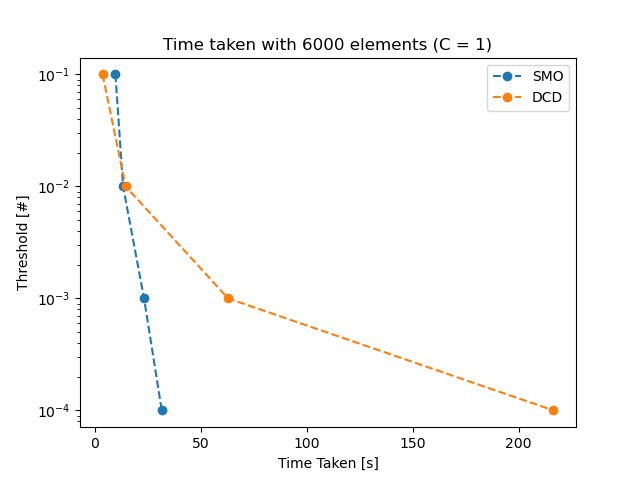 Time taken with 6000 elements (C = 1)
SMO
DCD
Threshold [#]
10⁻¹
10⁻²
10⁻³
10⁻⁴
0 50 100 150 200
Time Taken [s]